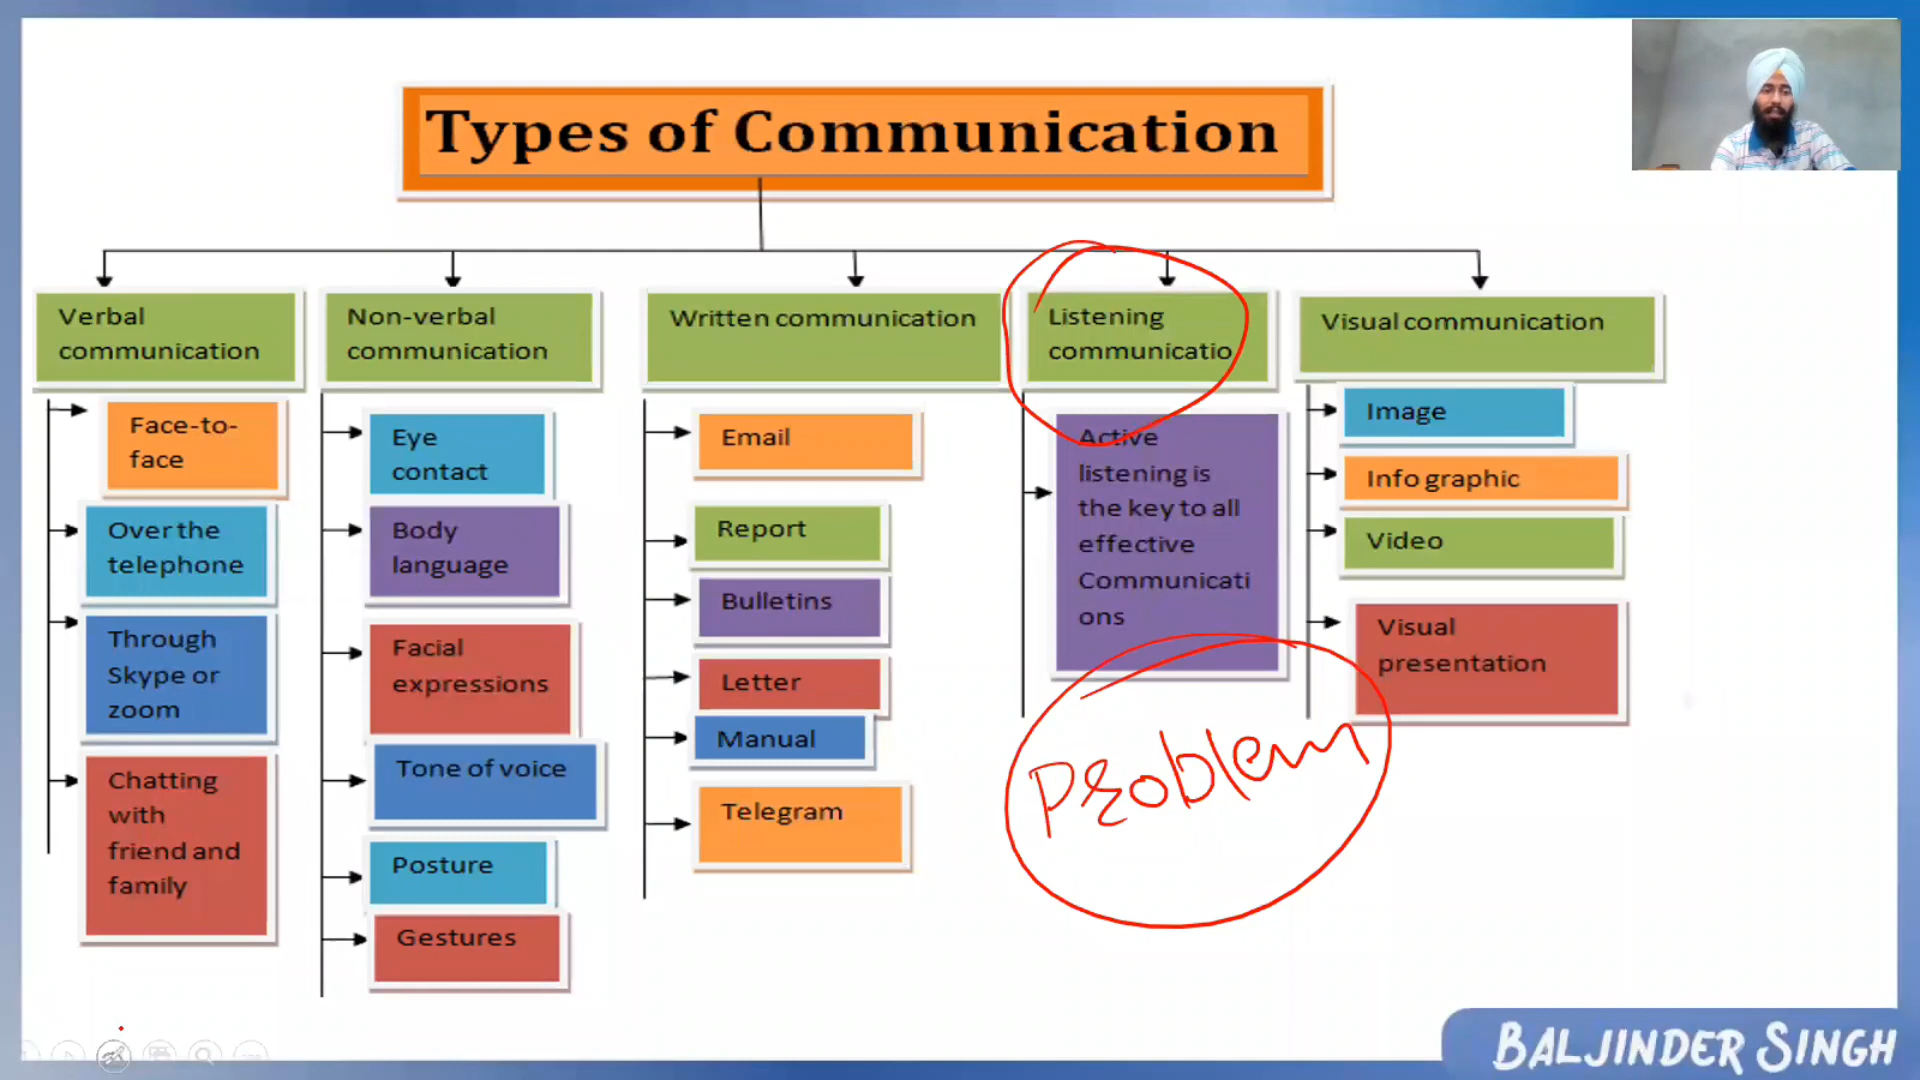 Types of Communication
Verbal
communication
Face-to-
face
Over the
telephone
Through
Skype or
zoom
Chatting
with
friend and
family
Non-verbal
communication
Eye
contact
Body
language
Facial
expressions
Tone of voice
Posture
Gestures
Written communication
Email
Report
Bulletins
Letter
Manual
Telegram
Listening
communicatio
Active
listening is
the key to all
effective
Communicati
ons
Problem
Visual communication
Image
Info graphic
Video
Visual
presentation
BALJINDER SINGH